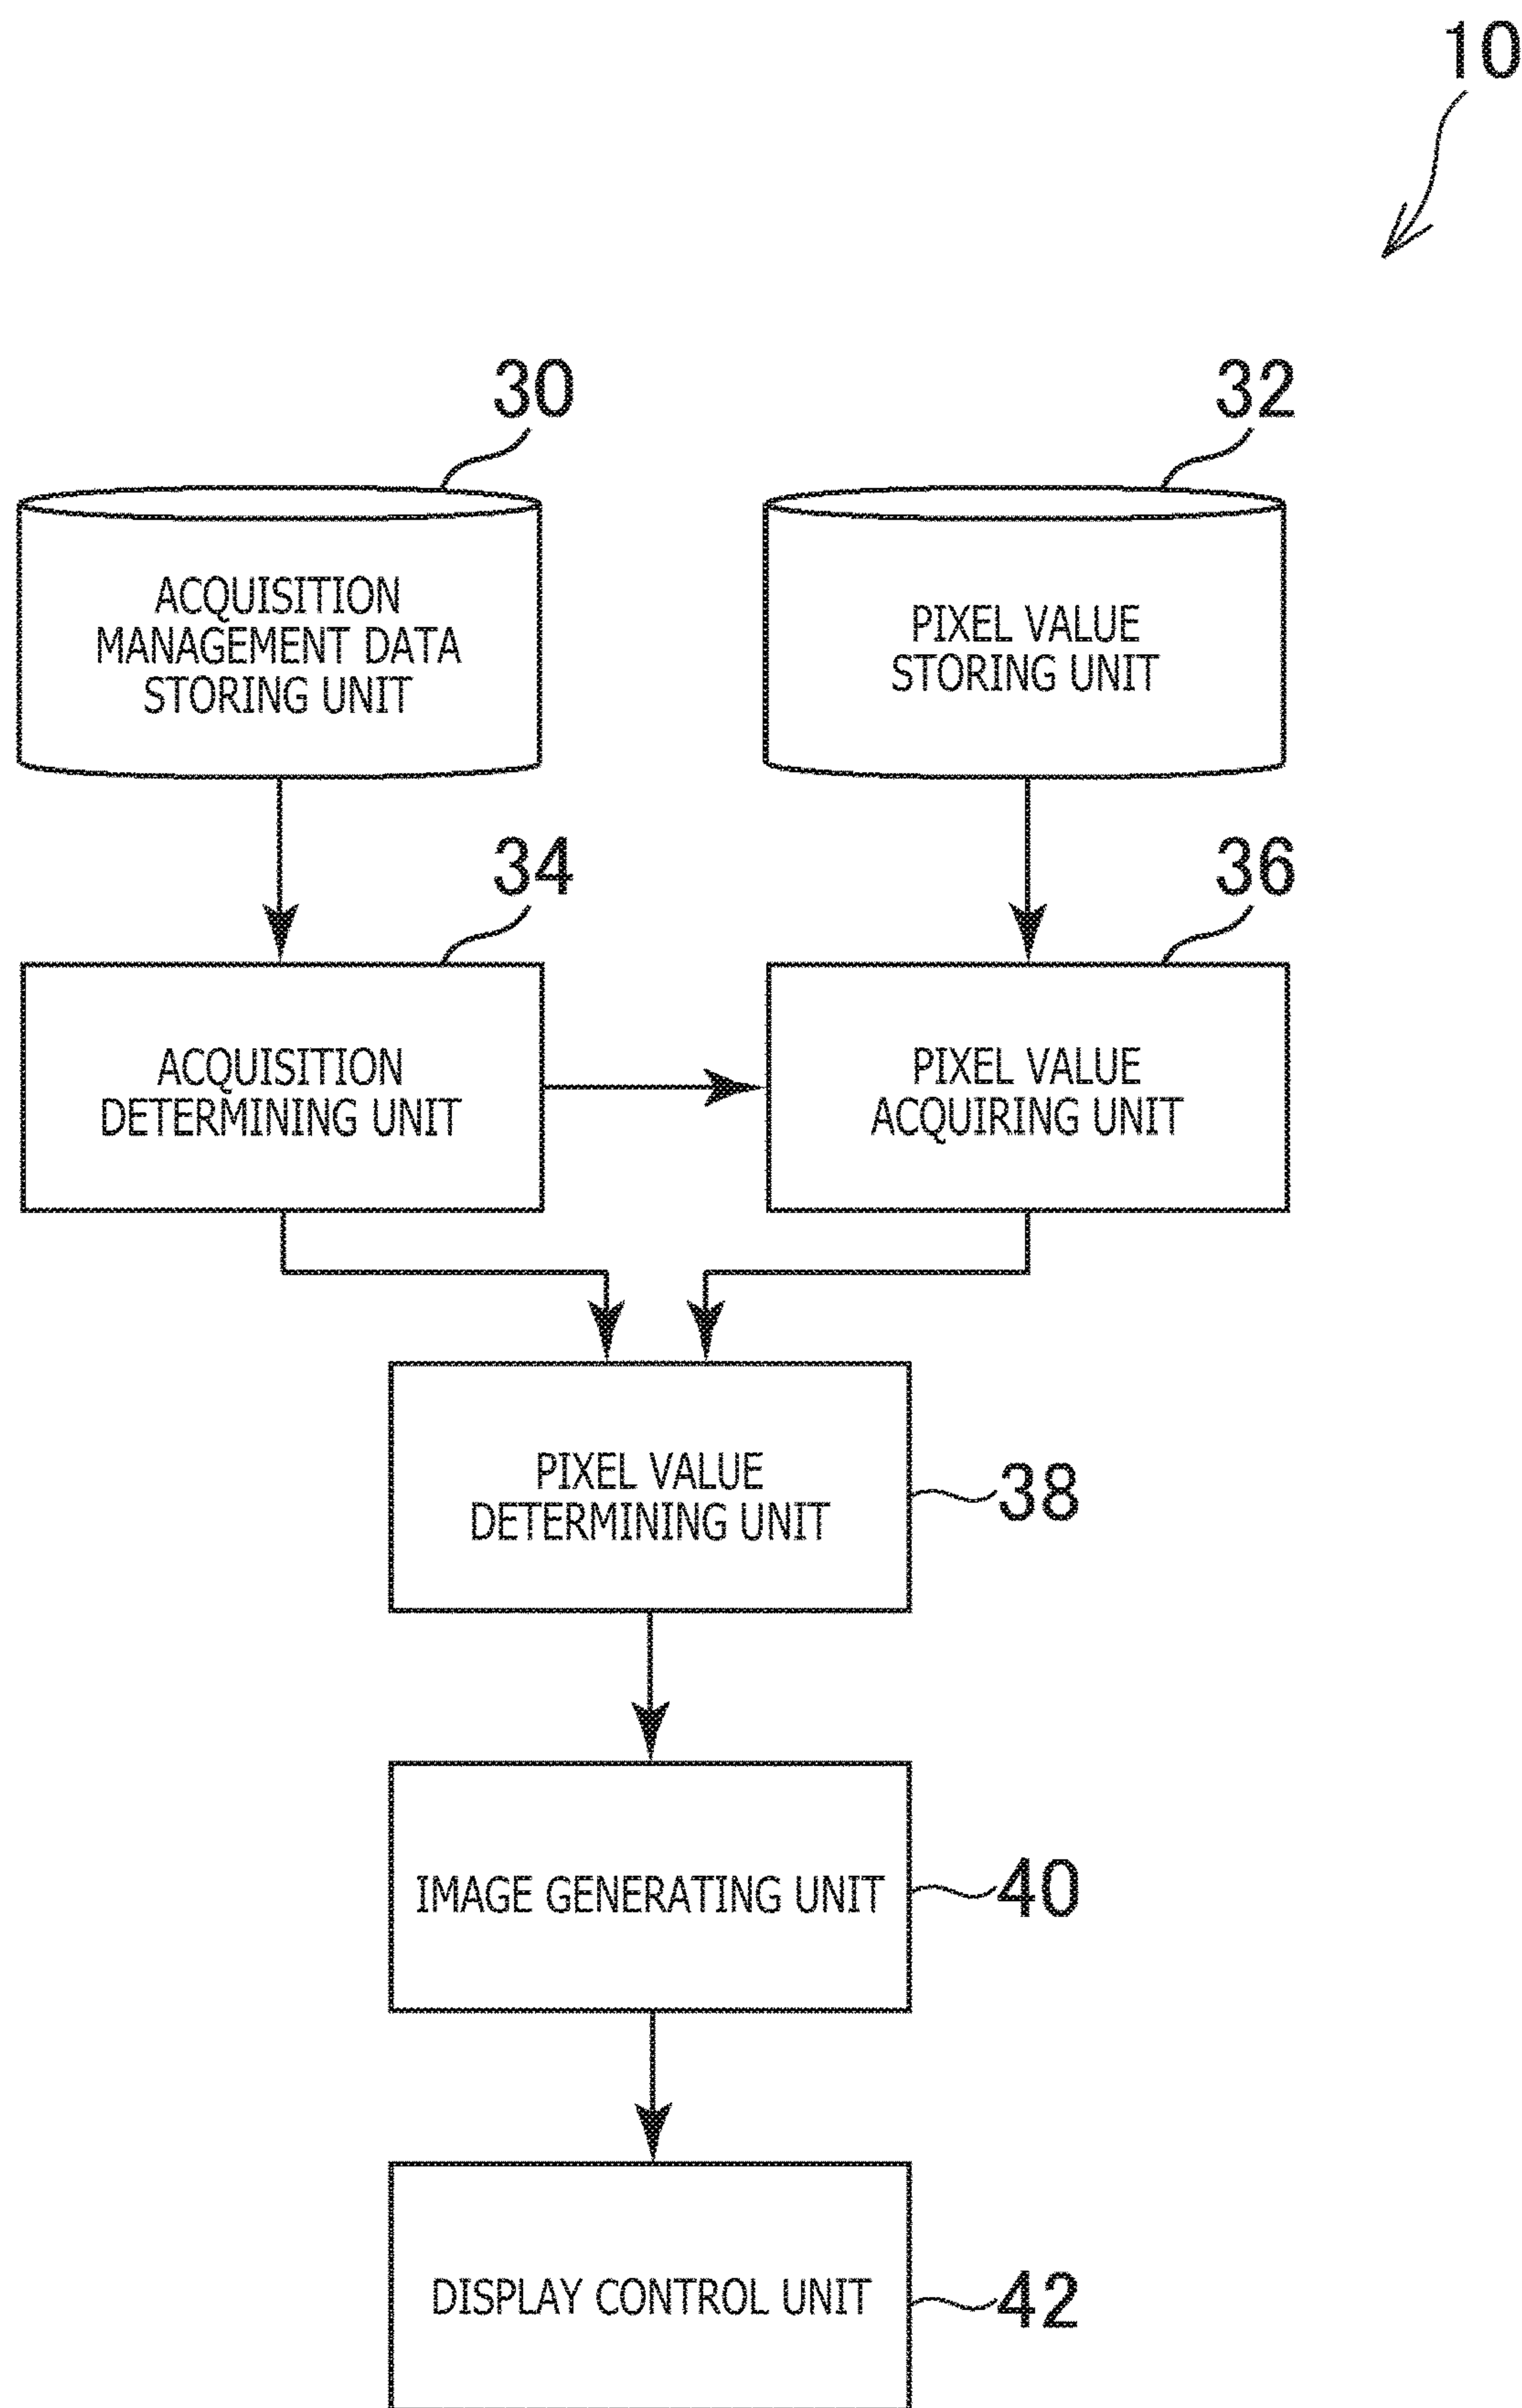 10
30
32
ACQUISITION
MANAGEMENT DATA
STORING UNIT
PIXEL VALUE
STORING UNIT
34
36
ACQUISITION
DETERMINING UNIT
PIXEL VALUE
ACQUIRING UNIT
PIXEL VALUE
DETERMINING UNIT
38
IMAGE GENERATING UNIT
40
DISPLAY CONTROL UNIT
42